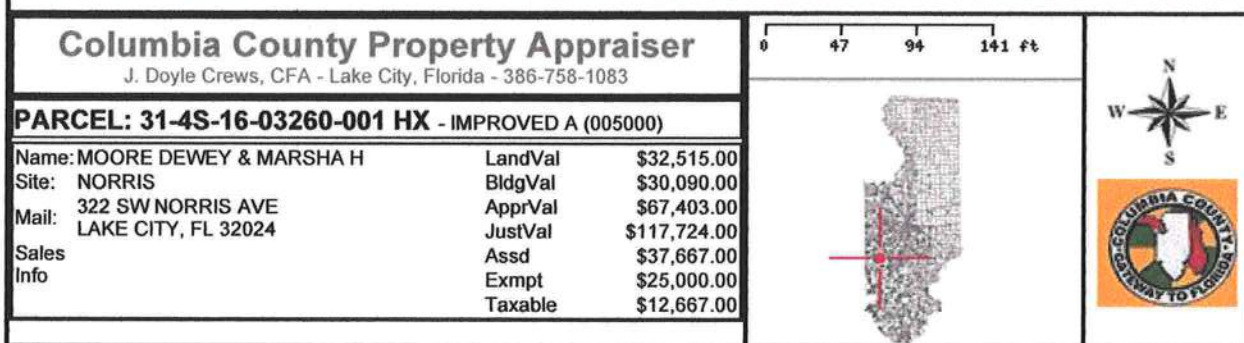 Columbia County Property Appraiser
J. Doyle Crews, CFA - Lake City, Florida - 386-758-1083
PARCEL: 31-4S-16-03260-001 HX - IMPROVED A (005000)
Name: MOORE DEWEY & MARSHA H LandVal $32,515.00
Site: NORRIS BldgVal $30,090.00
Mail: 322 SW NORRIS AVE ApprVal $67,403.00
LAKE CITY, FL 32024 JustVal $117,724.00
Sales Assd $37,667.00
Info Exmpt $25,000.00
Taxable $12,667.00
0 47 94 141 ft
N
W E
S
COLUMBIA COUNTY
GATEWAY TO FLORIDA